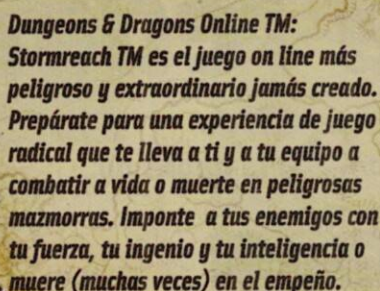 Dungeons & Dragons Online TM:
Stormreach TM es el juego on line más
peligroso y extraordinario jamás creado.
Prepárate para una experiencia de juego
radical que te lleva a ti y a tu equipo a
combatir a vida o muerte en peligrosas
mazmorras. Imponte a tus enemigos con
tu fuerza, tu ingenio y tu inteligencia o
muere (muchas veces) en el empeño.